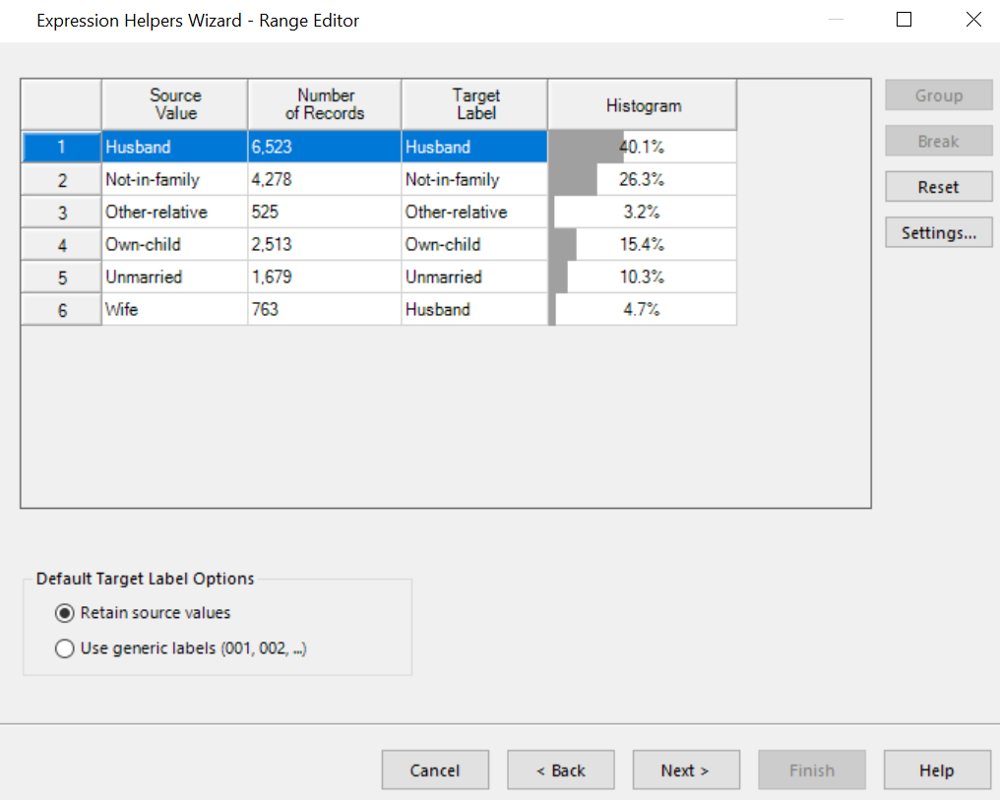 Expression Helpers Wizard - Range Editor
Source Value Number of Records Target Label Histogram
1 Husband 6,523 Husband 40.1%
2 Not-in-family 4,278 Not-in-family 26.3%
3 Other-relative 525 Other-relative 3.2%
4 Own-child 2,513 Own-child 15.4%
5 Unmarried 1,679 Unmarried 10.3%
6 Wife 763 Husband 4.7%
Group
Break
Reset
Settings...
Default Target Label Options
Retain source values
Use generic labels (001, 002, ...)
Cancel < Back Next > Finish Help